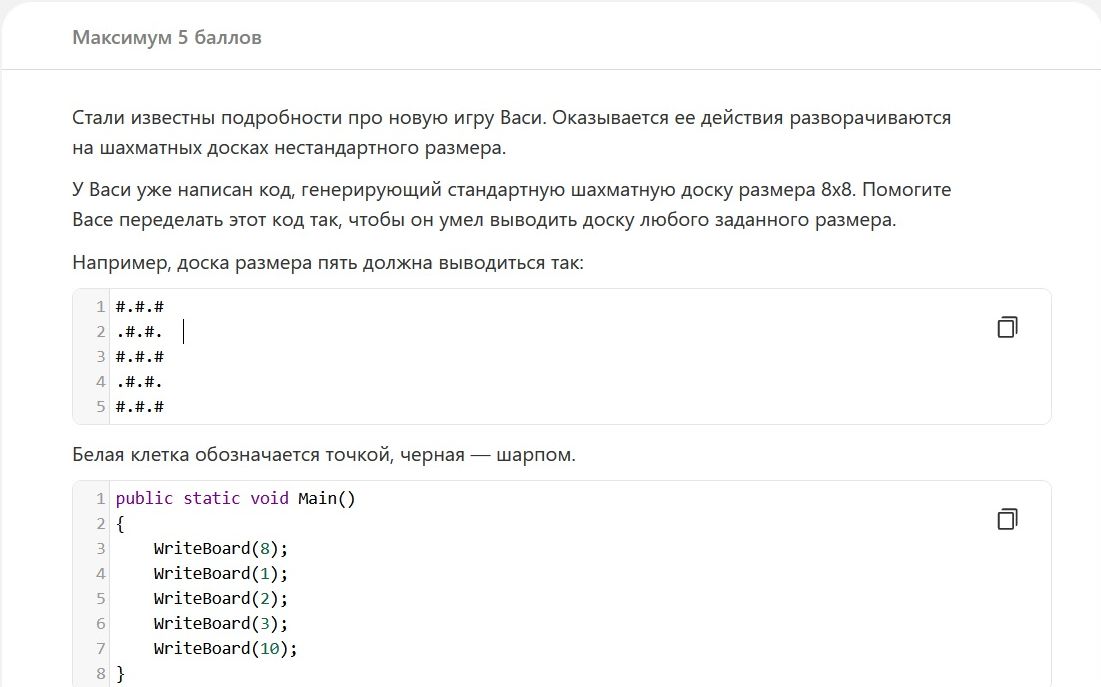 Максимум 5 баллов
Стали известны подробности про новую игру Васи. Оказывается ее действия разворачиваются
на шахматных досках нестандартного размера.
У Васи уже написан код, генерирующий стандартную шахматную доску размера 8х8. Помогите
Васе переделать этот код так, чтобы он умел выводить доску любого заданного размера.
Например, доска размера пять должна выводиться так:
1 #.#.#
2 .#.#.
3 #.#.#
4 .#.#.
5 #.#.#
Белая клетка обозначается точкой, черная — шарпом.
1 public static void Main()
2 {
3     WriteBoard(8);
4     WriteBoard(1);
5     WriteBoard(2);
6     WriteBoard(3);
7     WriteBoard(10);
8 }